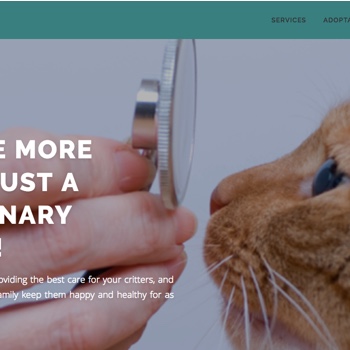 SERVICES
E MORE
UST A
NARY
!
oviding the best care for your critters, and
amily keep them happy and healthy for as